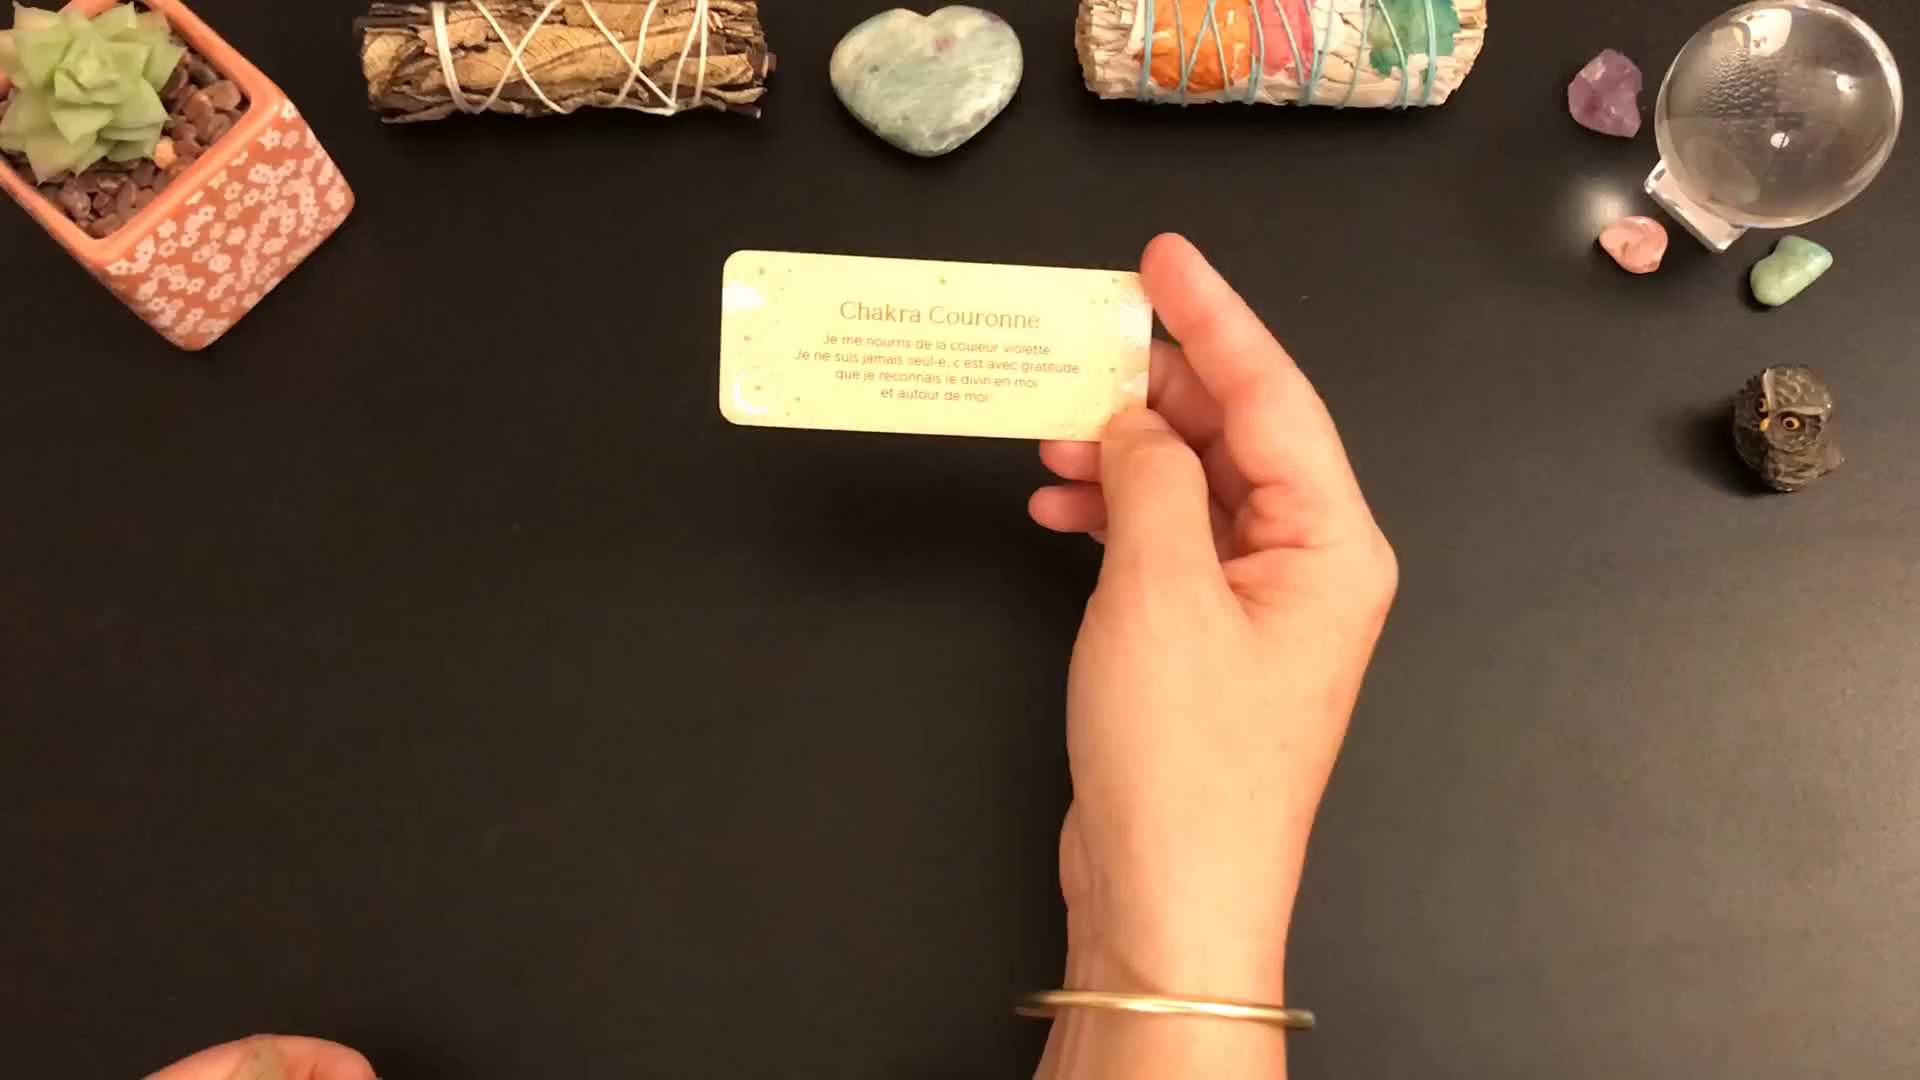 Chakra Couronne
Je me nourris de la couleur violette.
Je ne suis jamais seul·e, c'est avec gratitude
que je reconnais le divin en moi
et autour de moi